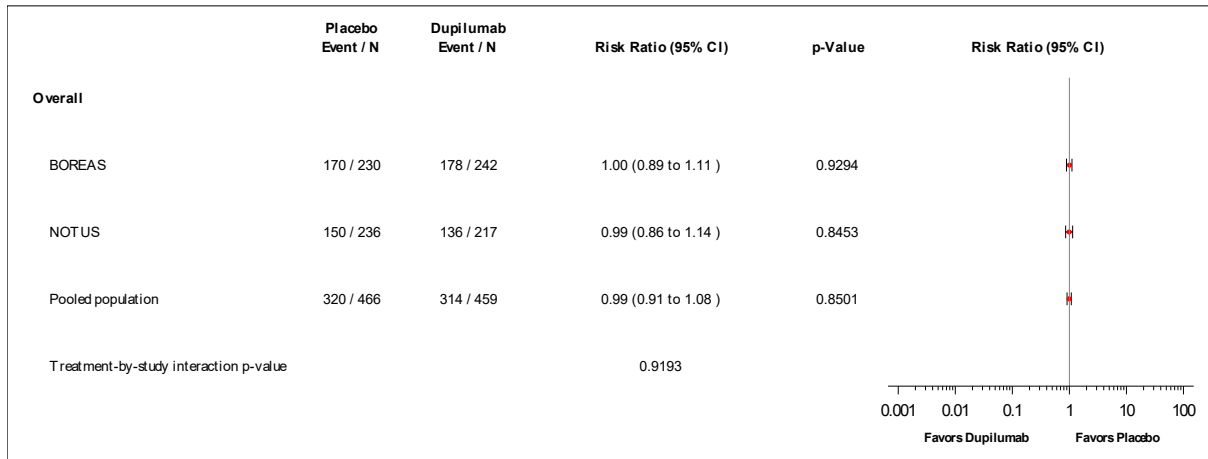 Placebo Dupilumab
Event / N Event / N Risk Ratio (95% CI) p-Value Risk Ratio (95% CI)
Overall
BOREAS 170 / 230 178 / 242 1.00 (0.89 to 1.11 ) 0.9294
NOTUS 150 / 236 136 / 217 0.99 (0.86 to 1.14 ) 0.8453
Pooled population 320 / 466 314 / 459 0.99 (0.91 to 1.08 ) 0.8501
Treatment-by-study interaction p-value 0.9193
0.001 0.01 0.1 1 10 100
Favors Dupilumab Favors Placebo